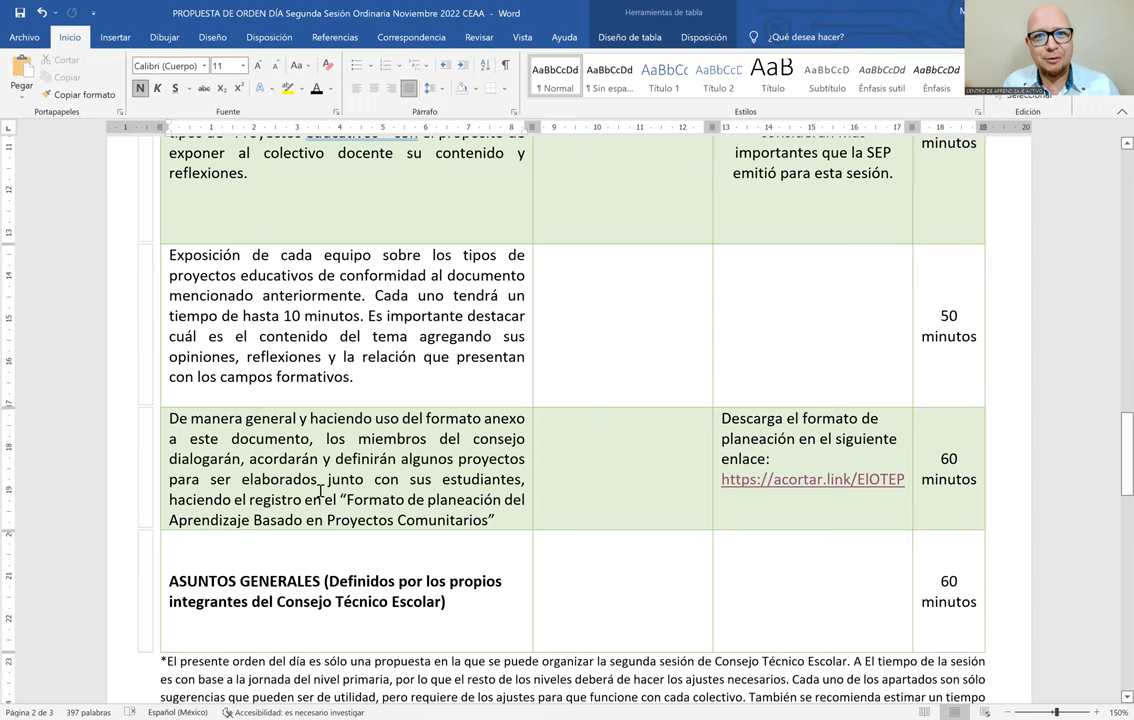 PROPUESTA DE ORDEN DÍA Segunda Sesión Ordinaria Noviembre 2022 CEAA - Word
Herramientas de tabla
Archivo Inicio Insertar Dibujar Diseño Disposición Referencias Correspondencia Revisar Vista Ayuda Diseño de tabla Disposición ¿Qué desea hacer?
Pegar
Cortar
Copiar
Copiar formato
Portapapeles
Calibri (Cuerpo) 11
Fuente
Párrafo
AaBbCcDd AaBbCcDd AaBbCc AaBbCcD AaB AaBbCcD AaBbCcDd AaBbCcDd
¶ Normal ¶ Sin espa... Título 1 Título 2 Título Subtítulo Énfasis sutil Énfasis
Estilos
Seleccionar
Edición
CENTRO DE APRENDIZAJE ACTIVO
exponer al colectivo docente su contenido y
reflexiones.
importantes que la SEP
emitió para esta sesión.
minutos
Exposición de cada equipo sobre los tipos de
proyectos educativos de conformidad al documento
mencionado anteriormente. Cada uno tendrá un
tiempo de hasta 10 minutos. Es importante destacar
cuál es el contenido del tema agregando sus
opiniones, reflexiones y la relación que presentan
con los campos formativos.
50
minutos
De manera general y haciendo uso del formato anexo
a este documento, los miembros del consejo
dialogarán, acordarán y definirán algunos proyectos
para ser elaborados junto con sus estudiantes,
haciendo el registro en el “Formato de planeación del
Aprendizaje Basado en Proyectos Comunitarios”
Descarga el formato de
planeación en el siguiente
enlace:
https://acortar.link/ElOTEP
60
minutos
ASUNTOS GENERALES (Definidos por los propios
integrantes del Consejo Técnico Escolar)
60
minutos
*El presente orden del día es sólo una propuesta en la que se puede organizar la segunda sesión de Consejo Técnico Escolar. A El tiempo de la sesión
es con base a la jornada del nivel primaria, por lo que el resto de los niveles deberá de hacer los ajustes necesarios. Cada uno de los apartados son sólo
sugerencias que pueden ser de utilidad, pero requiere de los ajustes para que funcione con cada colectivo. También se recomienda estimar un tiempo
Página 2 de 3 397 palabras Español (México) Accesibilidad: es necesario investigar 150%